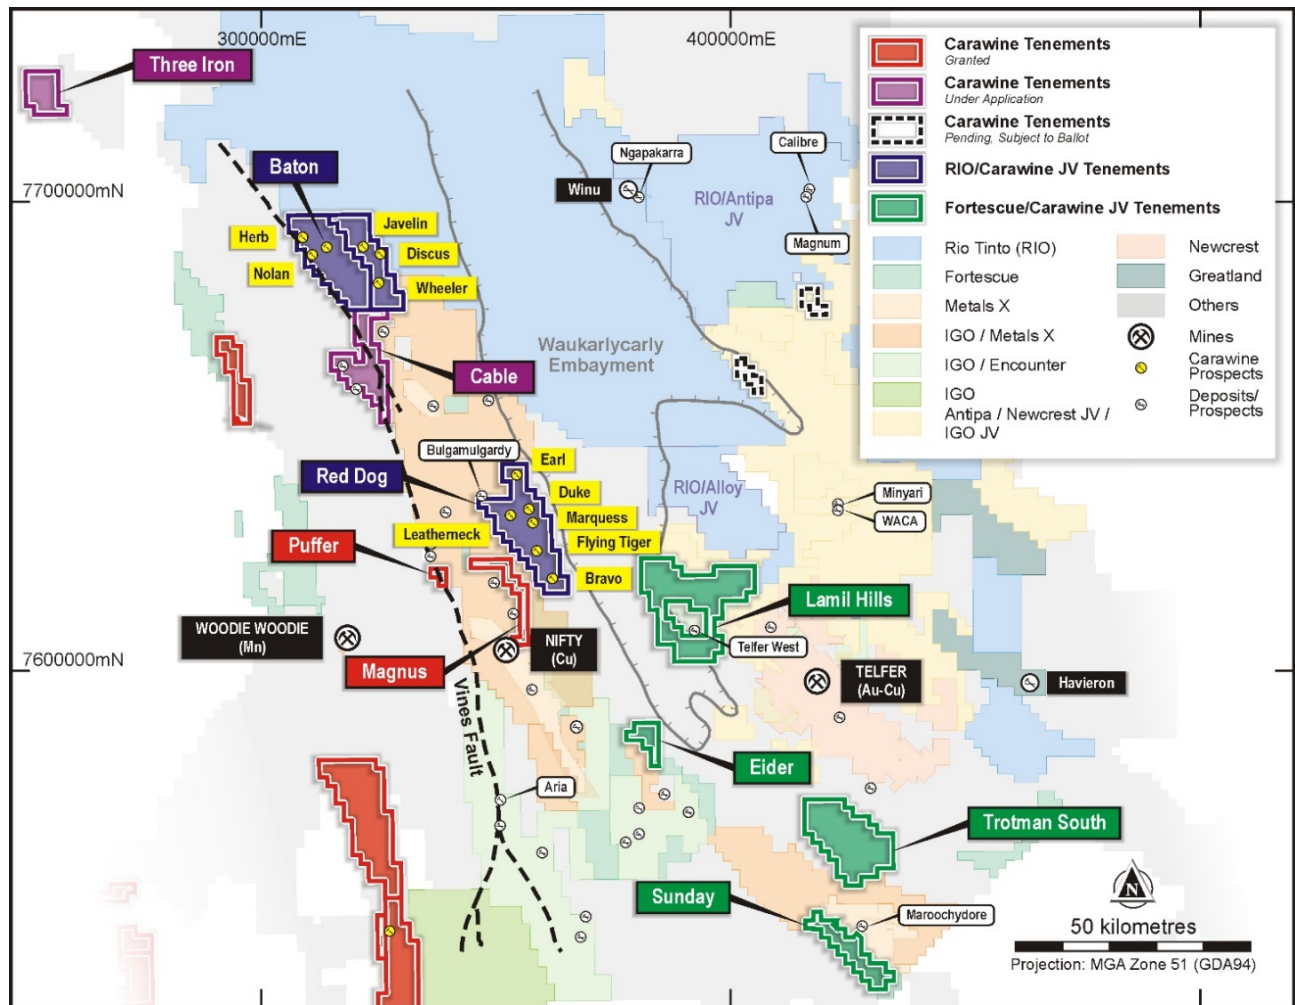 300000mE
400000mE
Three Iron
7700000mN
Baton
Herb
Nolan
Javelin
Discus
Wheeler
Ngapakarra
Winu
Calibre
RIO/Antipa
JV
Magnum
Waukarlycarly
Embayment
Cable
Bulgamulgardy
Red Dog
Earl
Duke
Marquess
Leatherneck
Flying Tiger
Bravo
RIO/Alloy
JV
Minyari
WACA
Puffer
Lamil Hills
WOODIE WOODIE
(Mn)
NIFTY
(Cu)
Telfer West
TELFER
(Au-Cu)
Havieron
7600000mN
Magnus
Vines Fault
Eider
Aria
Trotman South
Sunday
Maroochydore
Carawine Tenements
Granted
Carawine Tenements
Under Application
Carawine Tenements
Pending, Subject to Ballot
RIO/Carawine JV Tenements
Fortescue/Carawine JV Tenements
Rio Tinto (RIO)
Fortescue
Metals X
IGO / Metals X
IGO / Encounter
IGO
Antipa / Newcrest JV /
IGO JV
Newcrest
Greatland
Others
Mines
Carawine
Prospects
Deposits/
Prospects
N
50 kilometres
Projection: MGA Zone 51 (GDA94)